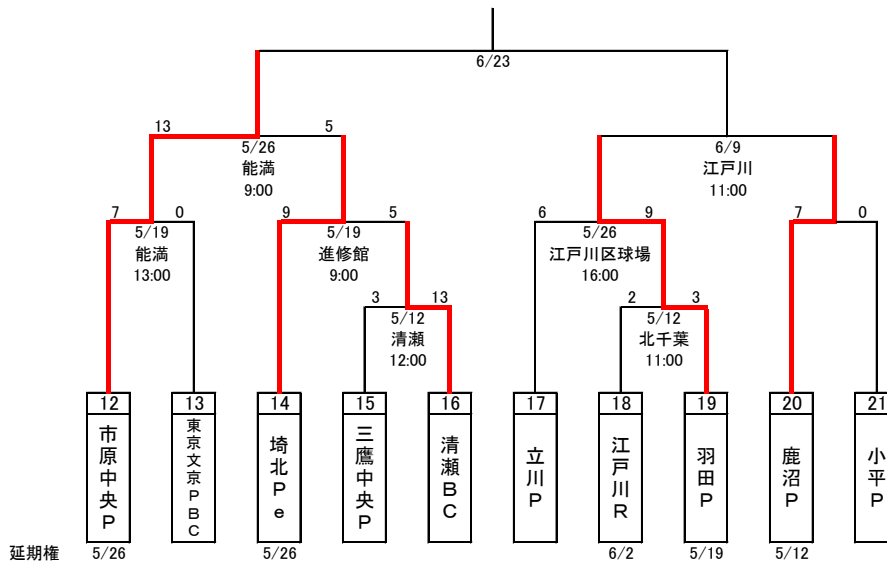 6/23
13 5
5/26
能満
9:00
6/9
江戸川
11:00
7 0
5/19
能満
13:00
9 5
5/19
進修館
9:00
6 9
5/26
江戸川区球場
16:00
7 0
3 13
5/12
清瀬
12:00
2 3
5/12
北千葉
11:00
12 13 14 15 16 17 18 19 20 21
市原中央P
東京文京PBC
埼北Pe
三鷹中央P
清瀬BC
立川P
江戸川R
羽田P
鹿沼P
小平P
延期権 5/26 5/26 6/2 5/19 5/12